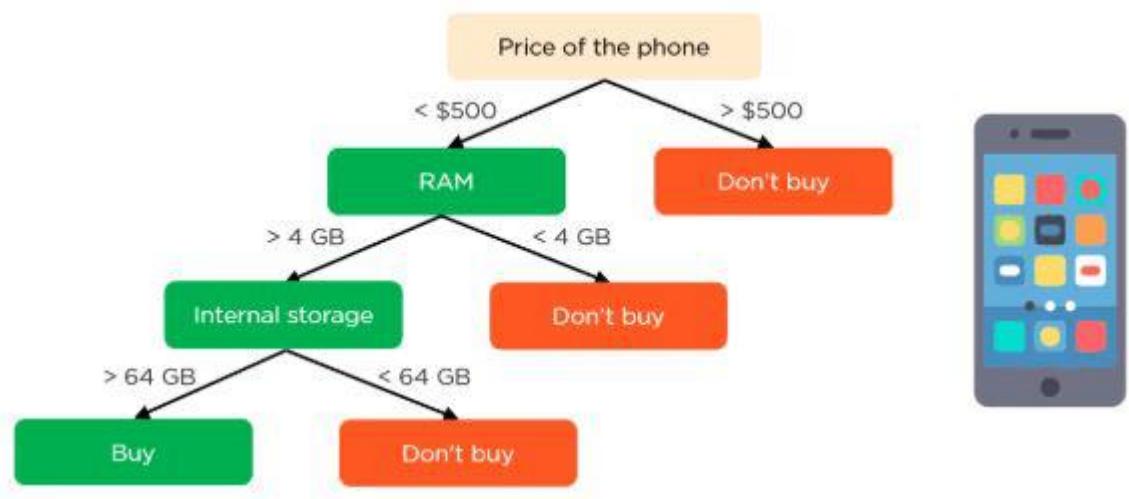 Price of the phone
< $500
> $500
RAM
Don't buy
> 4 GB
< 4 GB
Internal storage
Don't buy
> 64 GB
< 64 GB
Buy
Don't buy